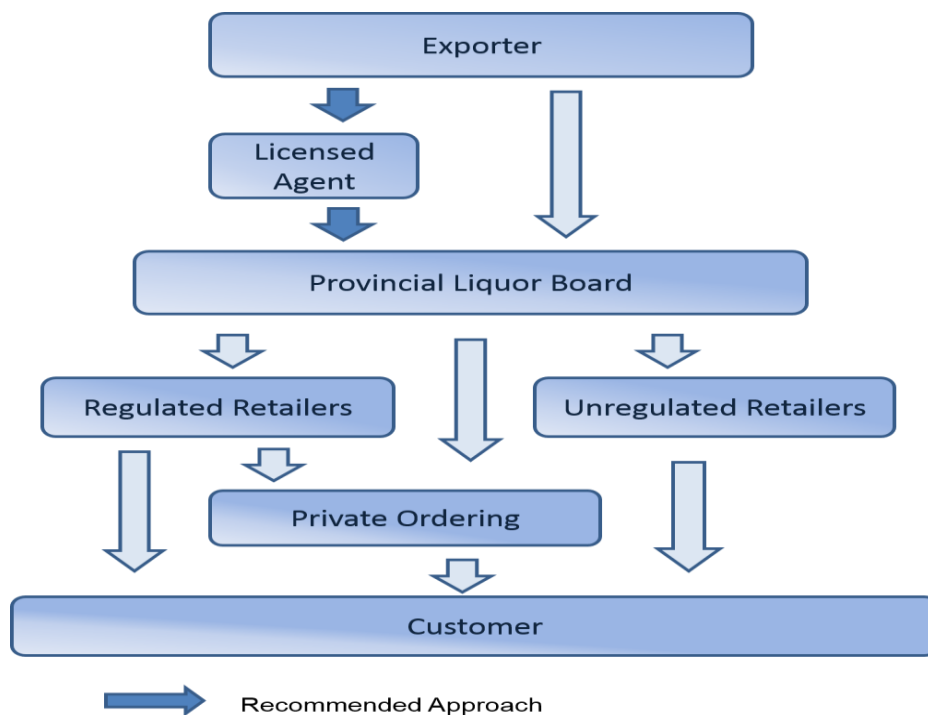 Exporter
Licensed
Agent
Provincial Liquor Board
Regulated Retailers
Unregulated Retailers
Private Ordering
Customer
Recommended Approach